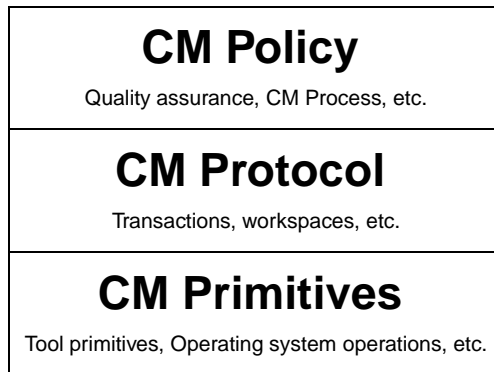 CM Policy
Quality assurance, CM Process, etc.
CM Protocol
Transactions, workspaces, etc.
CM Primitives
Tool primitives, Operating system operations, etc.